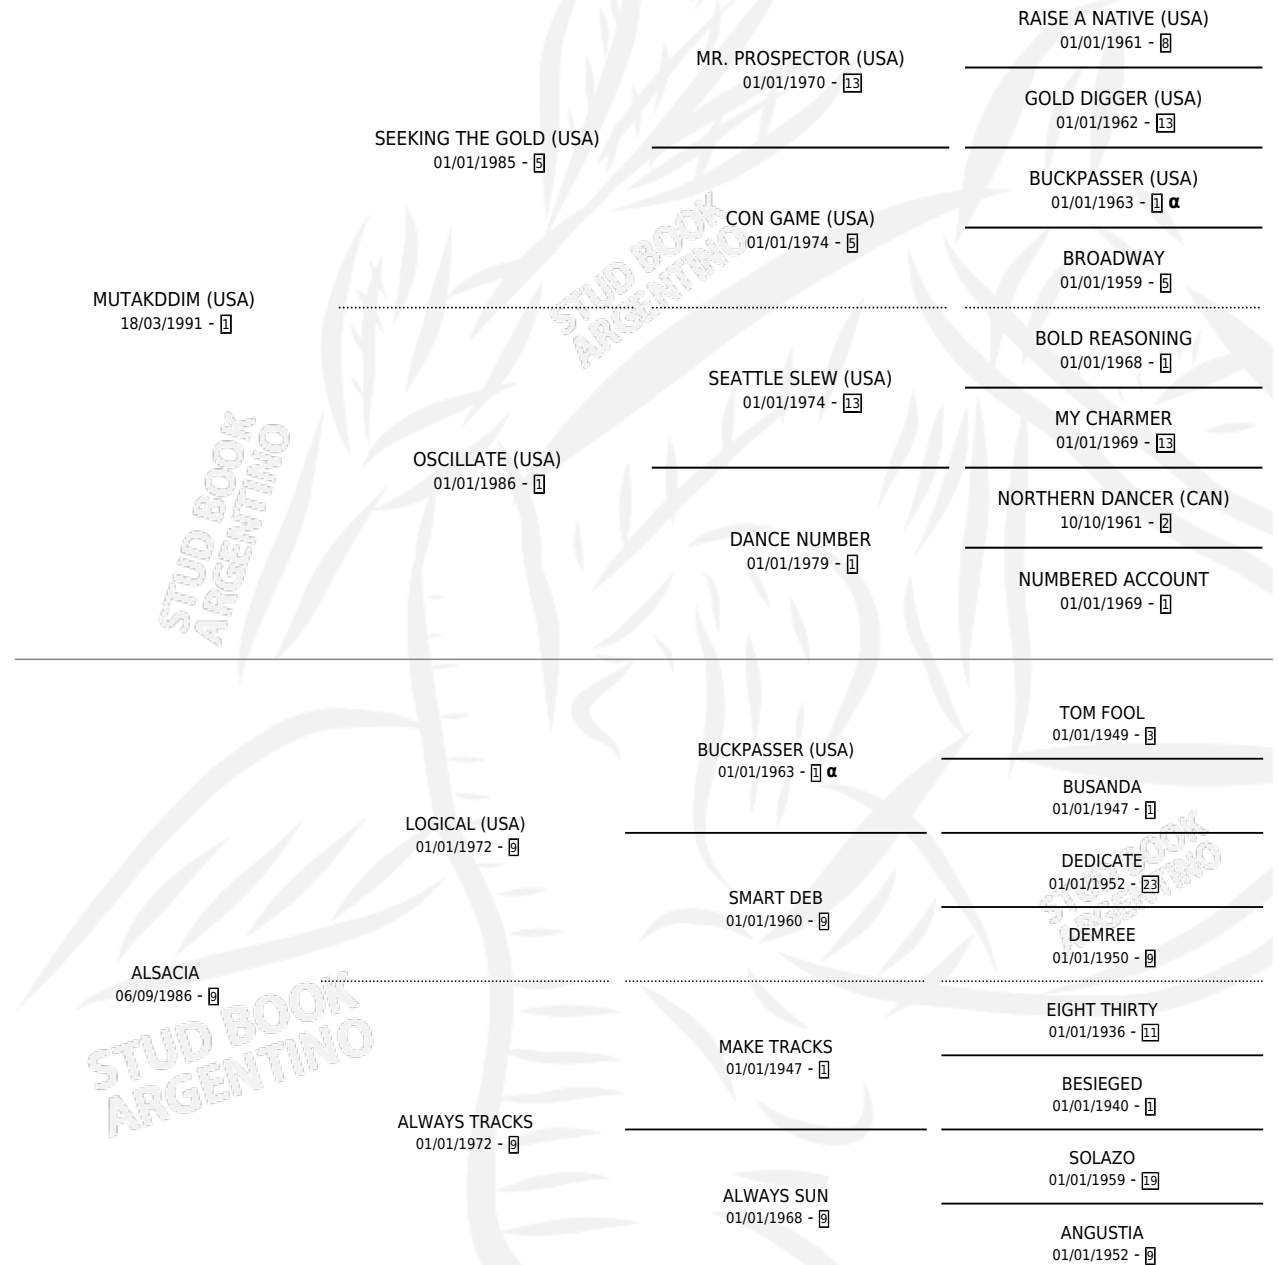 RAISE A NATIVE (USA)
01/01/1961 - 8
MR. PROSPECTOR (USA)
01/01/1970 - 13
GOLD DIGGER (USA)
01/01/1962 - 13
SEEKING THE GOLD (USA)
01/01/1985 - 5
BUCKPASSER (USA)
01/01/1963 - 1 α
CON GAME (USA)
01/01/1974 - 5
BROADWAY
01/01/1959 - 5
MUTAKDDIM (USA)
18/03/1991 - 1
BOLD REASONING
01/01/1968 - 1
SEATTLE SLEW (USA)
01/01/1974 - 13
MY CHARMER
01/01/1969 - 13
OSCILLATE (USA)
01/01/1986 - 1
NORTHERN DANCER (CAN)
10/10/1961 - 2
DANCE NUMBER
01/01/1979 - 1
NUMBERED ACCOUNT
01/01/1969 - 1
TOM FOOL
01/01/1949 - 3
BUCKPASSER (USA)
01/01/1963 - 1 α
BUSANDA
01/01/1947 - 1
LOGICAL (USA)
01/01/1972 - 9
DEDICATE
01/01/1952 - 23
SMART DEB
01/01/1960 - 9
DEMREE
01/01/1950 - 9
ALSACIA
06/09/1986 - 9
EIGHT THIRTY
01/01/1936 - 11
MAKE TRACKS
01/01/1947 - 1
BESIEGED
01/01/1940 - 1
ALWAYS TRACKS
01/01/1972 - 9
SOLAZO
01/01/1959 - 19
ALWAYS SUN
01/01/1968 - 9
ANGUSTIA
01/01/1952 - 9
STUD BOOK
ARGENTINO
STUD BOOK
ARGENTINO
STUD BOOK
ARGENTINO
STUD BOOK
ARGENTINO